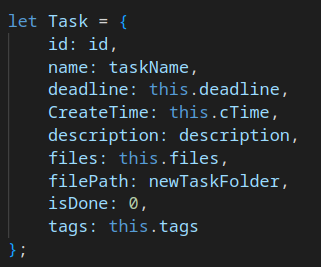 let Task = {
id: id,
name: taskName,
deadline: this.deadline,
CreateTime: this.cTime,
description: description,
files: this.files,
filePath: newTaskFolder,
isDone: 0,
tags: this.tags
};